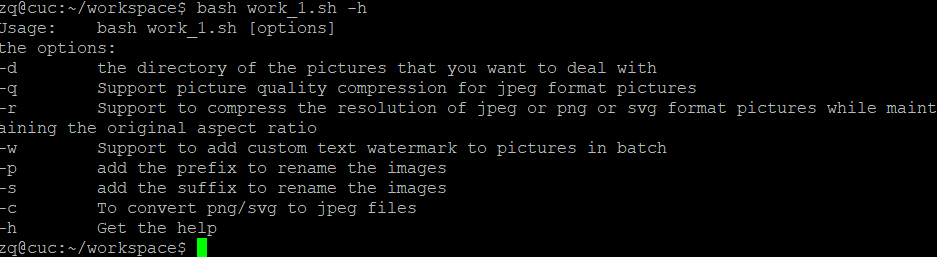 zq@cuc:~/workspace$ bash work_1.sh -h
Usage:   bash work_1.sh [options]
the options:
-d        the directory of the pictures that you want to deal with
-q        Support picture quality compression for jpeg format pictures
-r        Support to compress the resolution of jpeg or png or svg format pictures while maint
aining the original aspect ratio
-w        Support to add custom text watermark to pictures in batch
-p        add the prefix to rename the images
-s        add the suffix to rename the images
-c        To convert png/svg to jpeg files
-h        Get the help
zq@cuc:~/workspace$